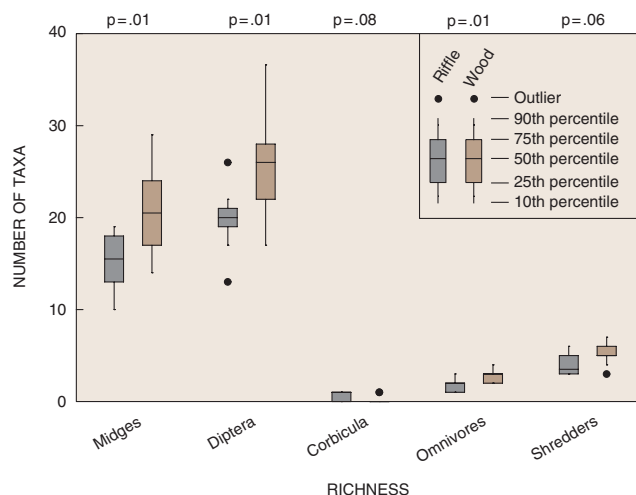 p=.01 p=.01 p=.08 p=.01 p=.06
NUMBER OF TAXA
40
30
20
10
0
Riffle
Wood
Outlier
90th percentile
75th percentile
50th percentile
25th percentile
10th percentile
Midges
Diptera
Corbicula
Omnivores
Shredders
RICHNESS